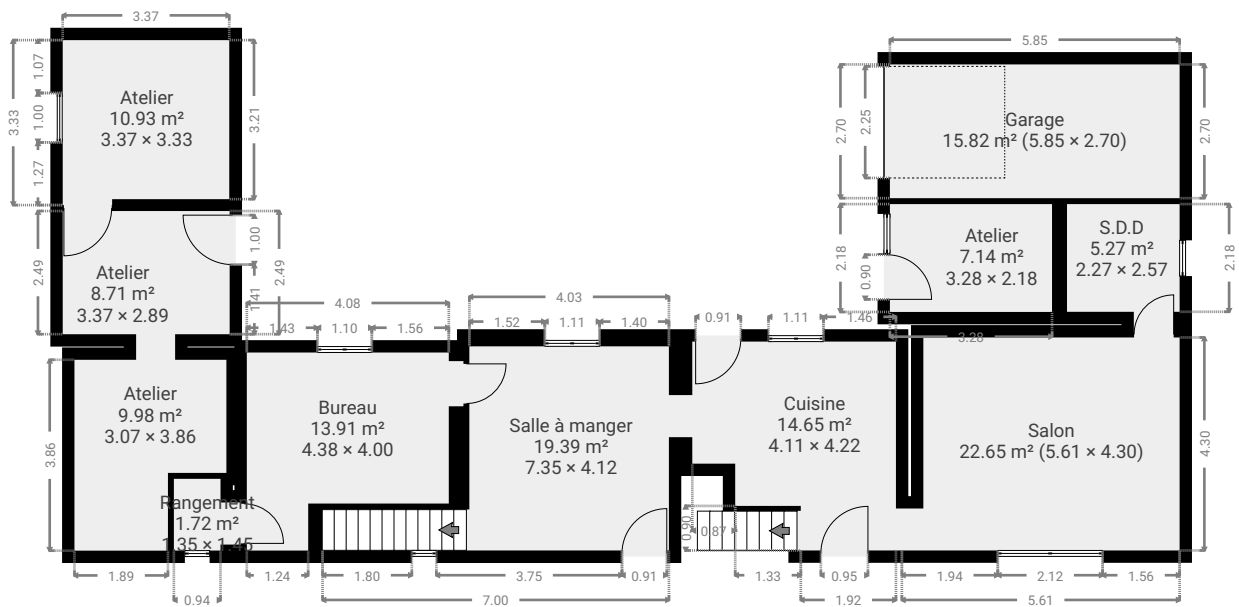 3.37
5.85
Atelier
10.93 m²
3.37 × 3.33
1.07
1.00
1.27
3.33
3.21
Garage
15.82 m² (5.85 × 2.70)
2.70
2.25
2.70
Atelier
8.71 m²
3.37 × 2.89
2.49
1.00
1.41
2.49
Atelier
7.14 m²
3.28 × 2.18
2.18
0.90
3.28
S.D.D
5.27 m²
2.27 × 2.57
2.18
4.08
1.43
1.10
1.56
4.03
1.52
1.11
1.40
0.91
1.11
1.46
Atelier
9.98 m²
3.07 × 3.86
3.86
Bureau
13.91 m²
4.38 × 4.00
Salle à manger
19.39 m²
7.35 × 4.12
Cuisine
14.65 m²
4.11 × 4.22
Salon
22.65 m² (5.61 × 4.30)
4.30
Rangement
1.72 m²
1.35 × 1.45
0.90
0.87
1.89
0.94
1.24
1.80
3.75
0.91
7.00
1.33
0.95
1.92
1.94
2.12
1.56
5.61